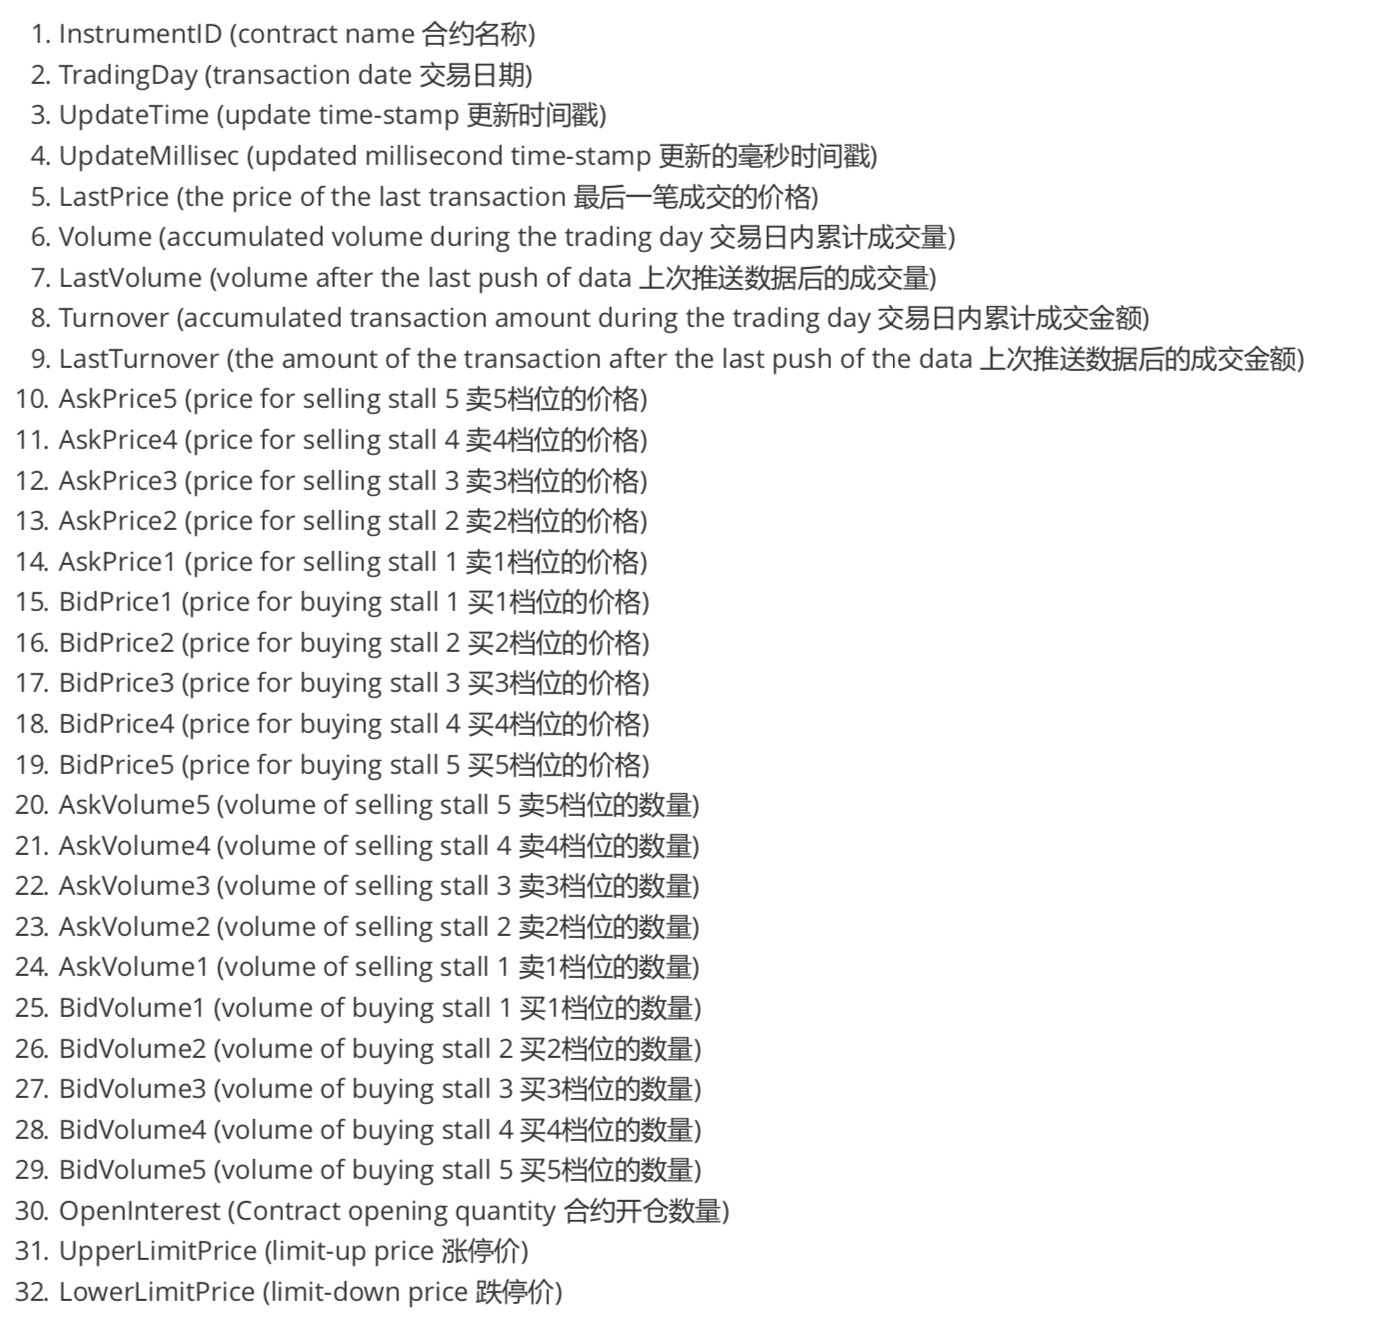 1. InstrumentID (contract name 合约名称)
2. TradingDay (transaction date 交易日期)
3. UpdateTime (update time-stamp 更新时间戳)
4. UpdateMillisec (updated millisecond time-stamp 更新的毫秒时间戳)
5. LastPrice (the price of the last transaction 最后一笔成交的价格)
6. Volume (accumulated volume during the trading day 交易日内累计成交量)
7. LastVolume (volume after the last push of data 上次推送数据后的成交量)
8. Turnover (accumulated transaction amount during the trading day 交易日内累计成交金额)
9. LastTurnover (the amount of the transaction after the last push of the data 上次推送数据后的成交金额)
10. AskPrice5 (price for selling stall 5 卖5档位的价格)
11. AskPrice4 (price for selling stall 4 卖4档位的价格)
12. AskPrice3 (price for selling stall 3 卖3档位的价格)
13. AskPrice2 (price for selling stall 2 卖2档位的价格)
14. AskPrice1 (price for selling stall 1 卖1档位的价格)
15. BidPrice1 (price for buying stall 1 买1档位的价格)
16. BidPrice2 (price for buying stall 2 买2档位的价格)
17. BidPrice3 (price for buying stall 3 买3档位的价格)
18. BidPrice4 (price for buying stall 4 买4档位的价格)
19. BidPrice5 (price for buying stall 5 买5档位的价格)
20. AskVolume5 (volume of selling stall 5 卖5档位的数量)
21. AskVolume4 (volume of selling stall 4 卖4档位的数量)
22. AskVolume3 (volume of selling stall 3 卖3档位的数量)
23. AskVolume2 (volume of selling stall 2 卖2档位的数量)
24. AskVolume1 (volume of selling stall 1 卖1档位的数量)
25. BidVolume1 (volume of buying stall 1 买1档位的数量)
26. BidVolume2 (volume of buying stall 2 买2档位的数量)
27. BidVolume3 (volume of buying stall 3 买3档位的数量)
28. BidVolume4 (volume of buying stall 4 买4档位的数量)
29. BidVolume5 (volume of buying stall 5 买5档位的数量)
30. OpenInterest (Contract opening quantity 合约开仓数量)
31. UpperLimitPrice (limit-up price 涨停价)
32. LowerLimitPrice (limit-down price 跌停价)